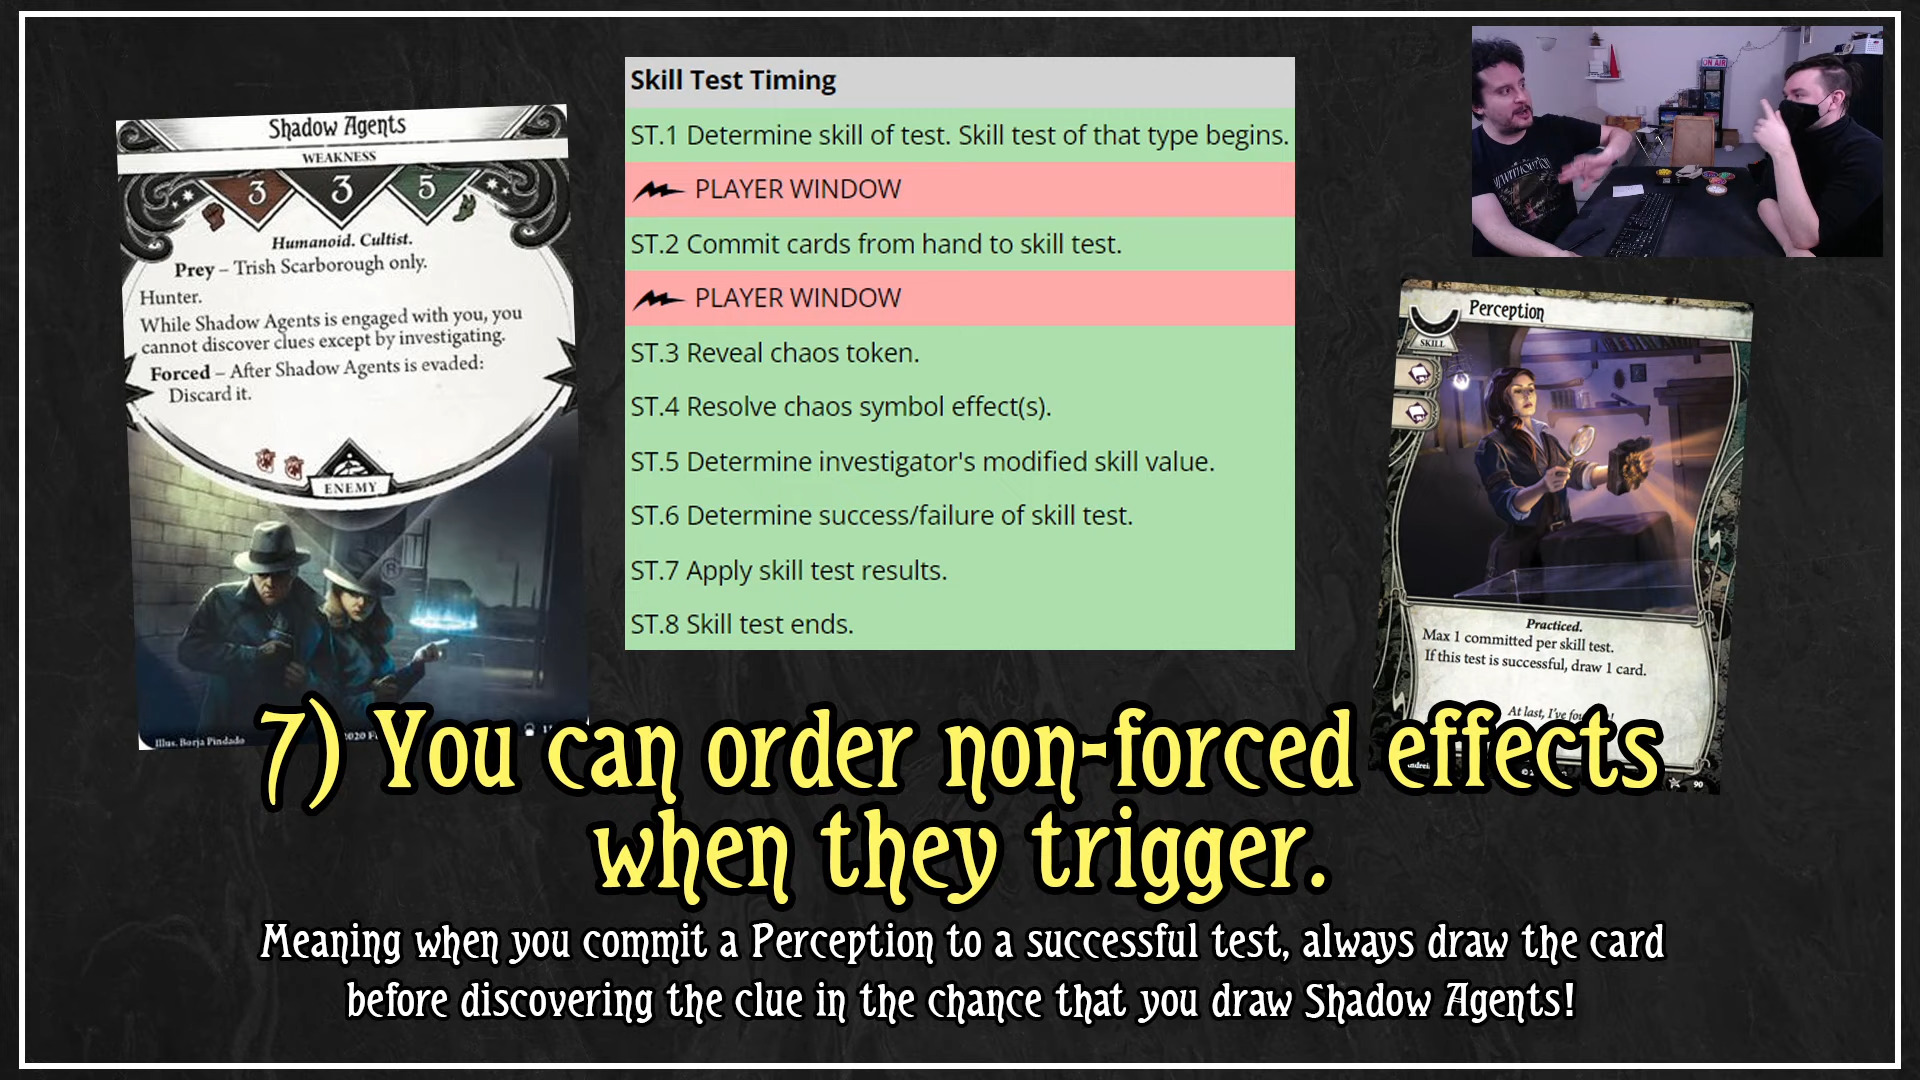 Shadow Agents
WEAKNESS
3 3 5
Humanoid. Cultist.
Prey – Trish Scarborough only.
Hunter.
While Shadow Agents is engaged with you, you
cannot discover clues except by investigating.
Forced – After Shadow Agents is evaded:
Discard it.
ENEMY
Illus. Borja Pindado
Skill Test Timing
ST.1 Determine skill of test. Skill test of that type begins.
PLAYER WINDOW
ST.2 Commit cards from hand to skill test.
PLAYER WINDOW
ST.3 Reveal chaos token.
ST.4 Resolve chaos symbol effect(s).
ST.5 Determine investigator's modified skill value.
ST.6 Determine success/failure of skill test.
ST.7 Apply skill test results.
ST.8 Skill test ends.
ON AIR
Perception
SKILL
Practiced.
Max 1 committed per skill test.
If this test is successful, draw 1 card.
At last, I've
90
7) You can order non-forced effects
when they trigger.
Meaning when you commit a Perception to a successful test, always draw the card
before discovering the clue in the chance that you draw Shadow Agents!